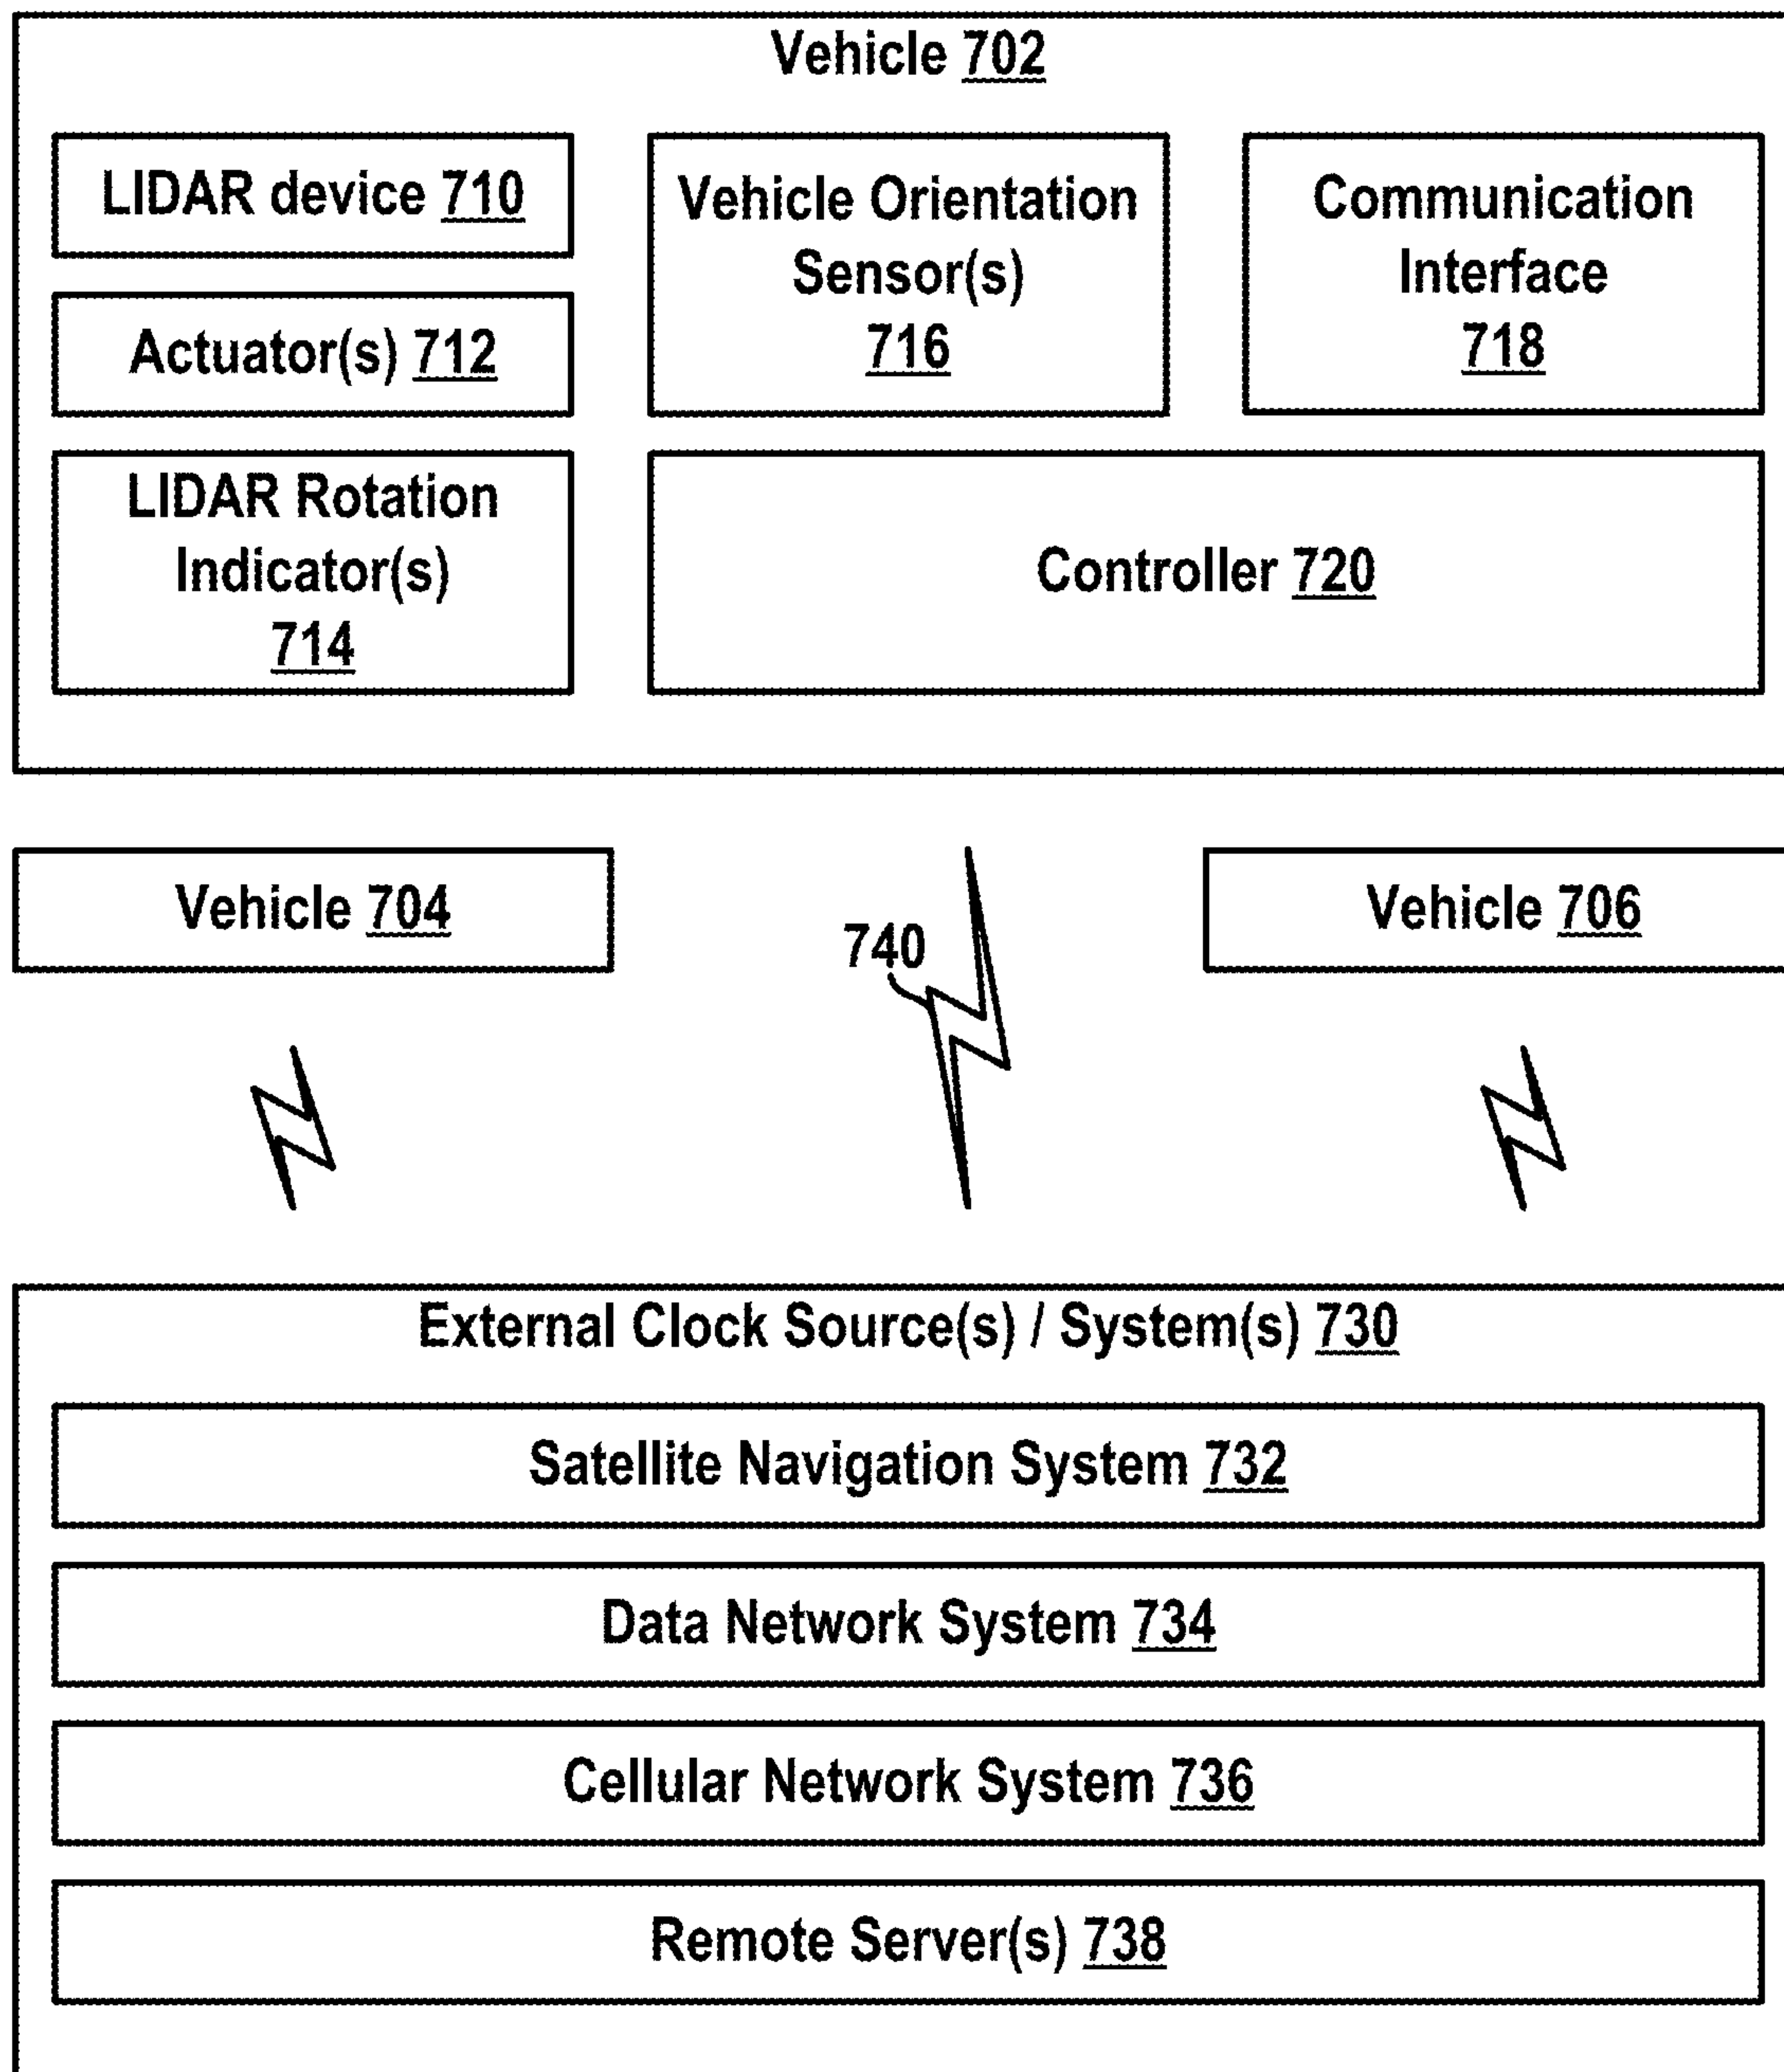 Vehicle 702
LIDAR device 710
Actuator(s) 712
LIDAR Rotation
Indicator(s)
714
Vehicle Orientation
Sensor(s)
716
Communication
Interface
718
Controller 720
Vehicle 704
740
Vehicle 706
External Clock Source(s) / System(s) 730
Satellite Navigation System 732
Data Network System 734
Cellular Network System 736
Remote Server(s) 738